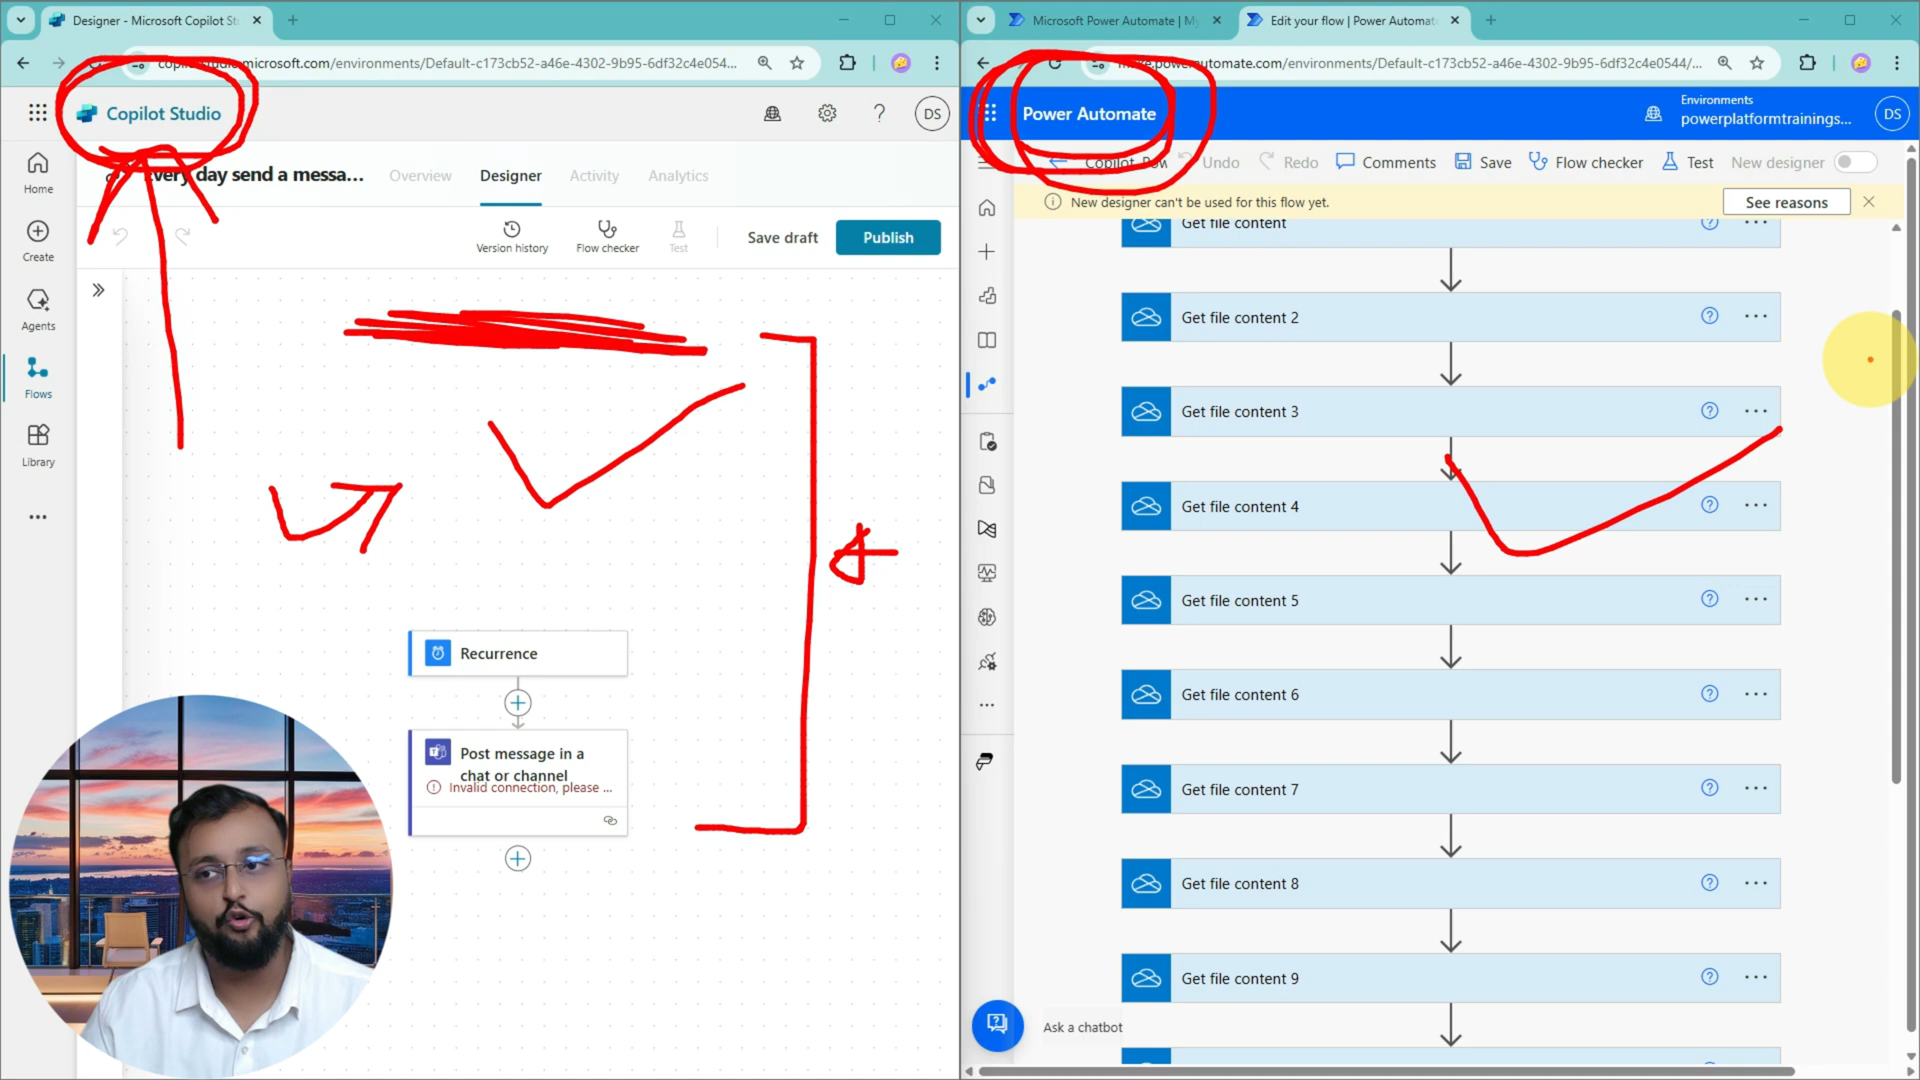 Designer - Microsoft Copilot St
microsoft.com/environments/Default-c173cb52-a46e-4302-9b95-6df32c4e054...
Copilot Studio
DS
day send a messa...
Overview
Designer
Activity
Analytics
Version history
Flow checker
Test
Save draft
Publish
Home
Create
Agents
Flows
Library
Recurrence
Post message in a
chat or channel
Invalid connection, please ...
Microsoft Power Automate | My
Edit your flow | Power Automat
.powerautomate.com/environments/Default-c173cb52-a46e-4302-9b95-6df32c4e0544/...
Power Automate
Environments
powerplatformtrainings...
DS
Undo
Redo
Comments
Save
Flow checker
Test
New designer
New designer can't be used for this flow yet.
See reasons
Get file content
Get file content 2
Get file content 3
Get file content 4
Get file content 5
Get file content 6
Get file content 7
Get file content 8
Get file content 9
Ask a chatbot